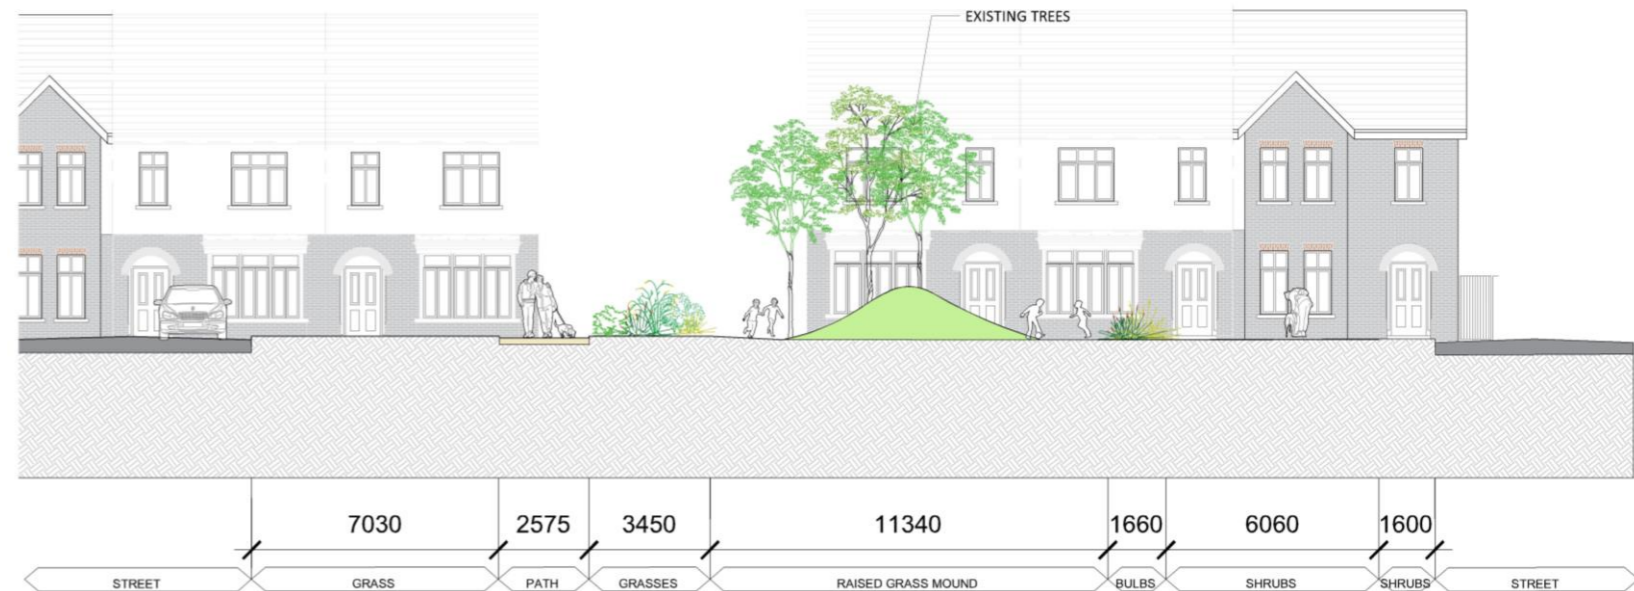 EXISTING TREES
7030 2575 3450 11340 1660 6060 1600
STREET GRASS PATH GRASSES RAISED GRASS MOUND BULBS SHRUBS SHRUBS STREET